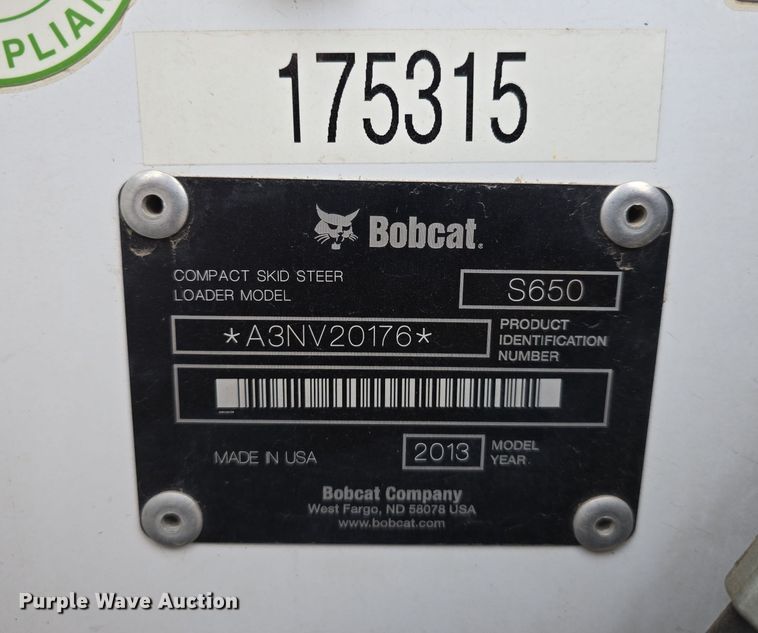 PLIAN
175315
Bobcat.
COMPACT SKID STEER
LOADER MODEL
S650
*A3NV20176*
PRODUCT
IDENTIFICATION
NUMBER
MADE IN USA
2013
MODEL
YEAR
Bobcat Company
West Fargo, ND 58078 USA
www.bobcat.com
Purple Wave Auction